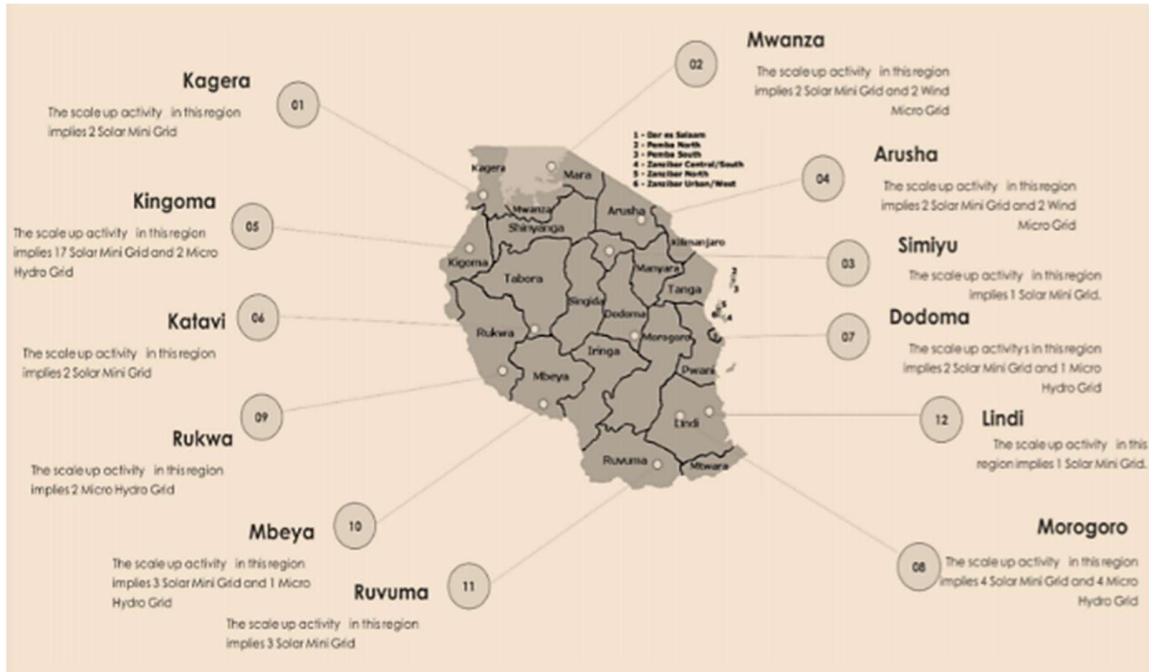 Kagera
01
The scale up activity in this region
implies 2 Solar Mini Grid
02
Mwanza
The scale up activity in this region
implies 2 Solar Mini Grid and 2 Wind
Micro Grid
Kingoma
05
The scale up activity in this region
implies 17 Solar Mini Grid and 2 Micro
Hydro Grid
04
Arusha
The scale up activity in this region
implies 2 Solar Mini Grid and 2 Wind
Micro Grid
Katavi
06
The scale up activity in this region
implies 2 Solar Mini Grid
03
Simiyu
The scale up activity in this region
implies 1 Solar Mini Grid.
07
Dodoma
The scale up activitys in this region
implies 2 Solar Mini Grid and 1 Micro
Hydro Grid
09
Rukwa
The scale up activity in this region
implies 2 Micro Hydro Grid
12
Lindi
The scale up activity in this
region implies 1 Solar Mini Grid.
10
Mbeya
The scale up activity in this region
implies 3 Solar Mini Grid and 1 Micro
Hydro Grid
Ruvuma
11
The scale up activity in this region
implies 3 Solar Mini Grid
Morogoro
08
The scale up activity in this region
implies 4 Solar Mini Grid and 4 Micro
Hydro Grid
1 - Dar es Salaam
2 - Pemba North
3 - Pemba South
4 - Zanzibar Central/South
5 - Zanzibar North
6 - Zanzibar Urban/West
Kagera
Mara
Mwanza
Arusha
Shinyanga
Kilimanjaro
Kigoma
Tabora
Manyara
Tanga
Singida
Dodoma
Rukwa
Morogoro
Iringa
Mbeya
Pwani
Lindi
Ruvuma
Mtwara
2
3
5
4